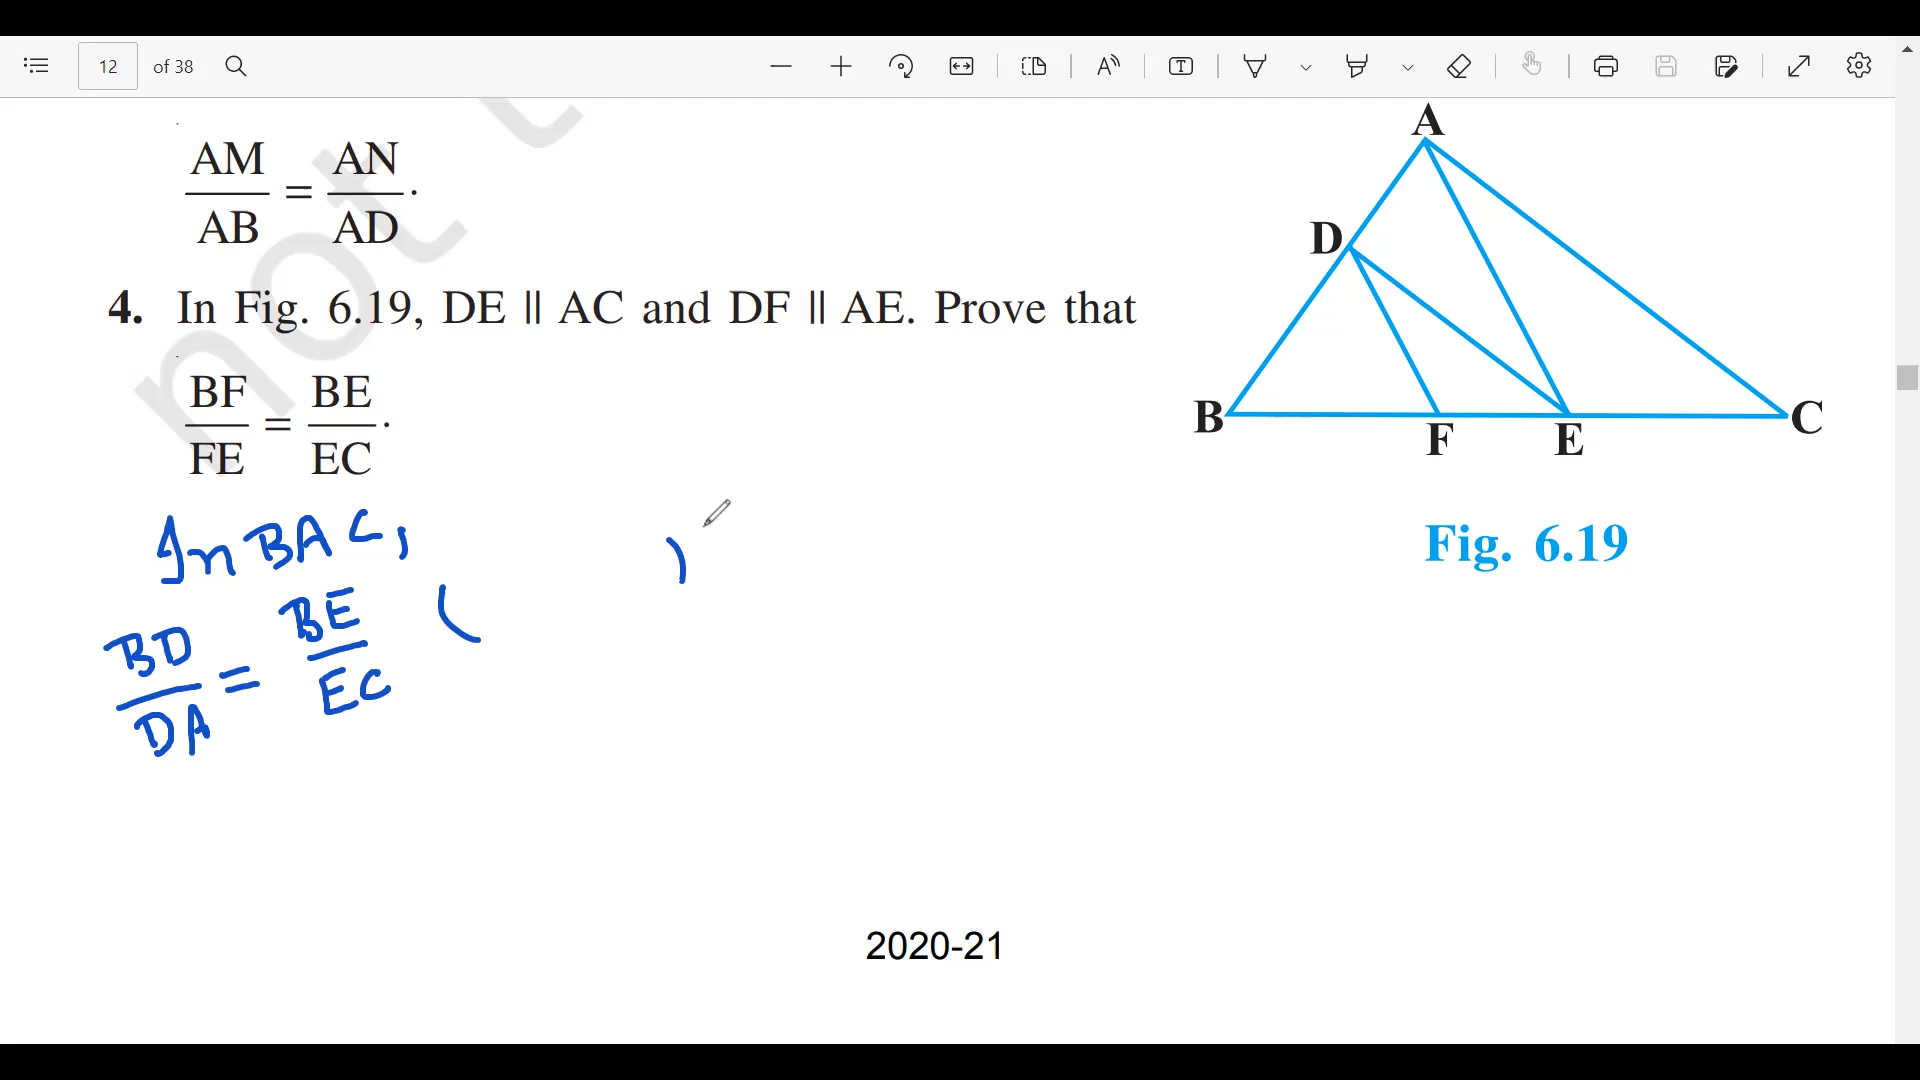 12 of 38
not t
AM/AB = AN/AD.
4. In Fig. 6.19, DE || AC and DF || AE. Prove that
BF/FE = BE/EC.
A
D
B
F
E
C
Fig. 6.19
In BAC,
BD/DA = BE/EC ( )
2020-21